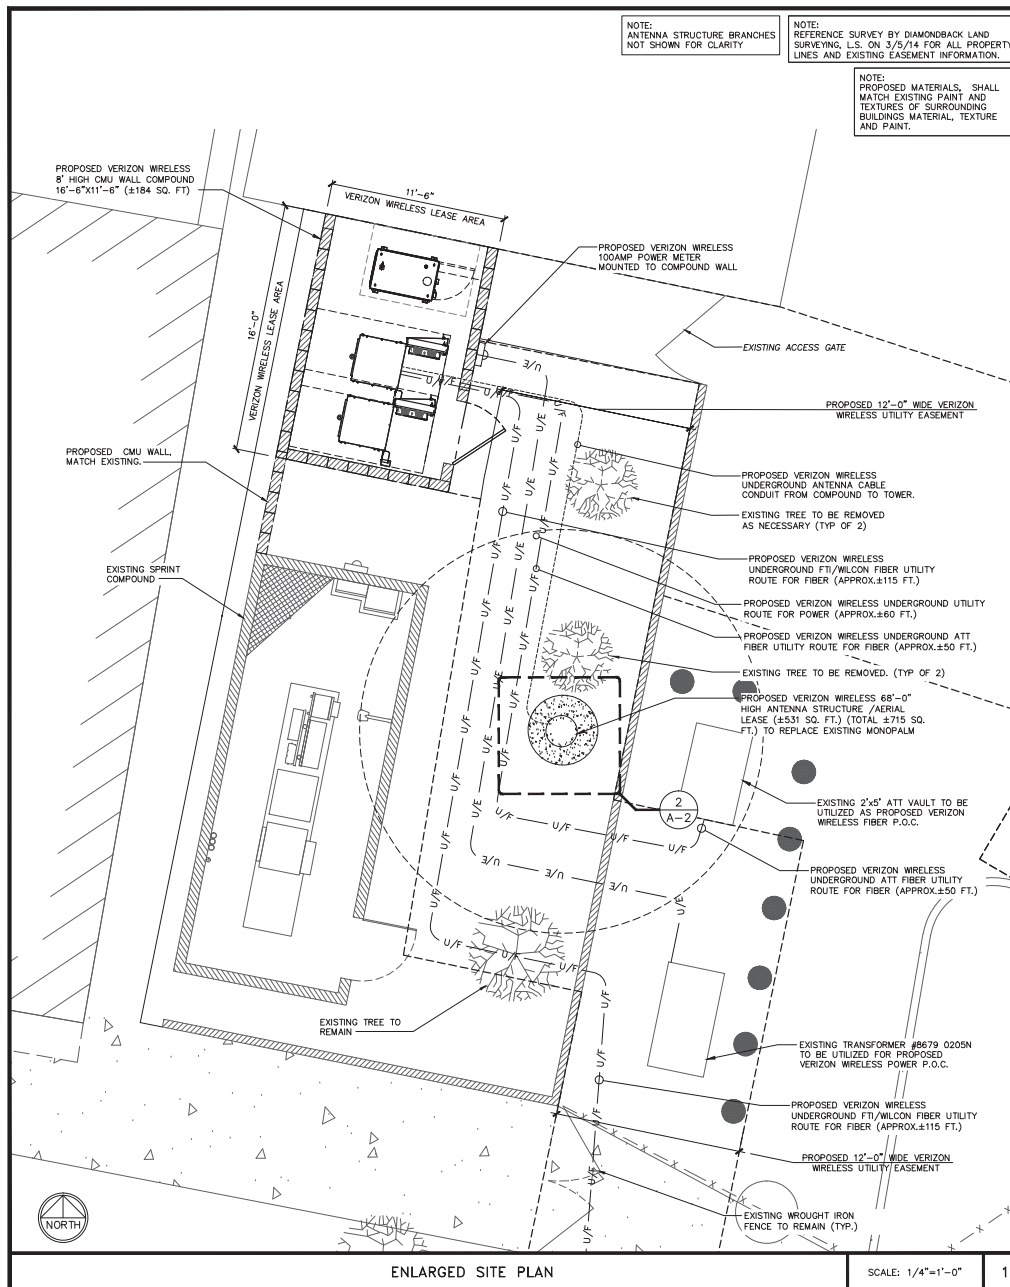 NOTE:
ANTENNA STRUCTURE BRANCHES
NOT SHOWN FOR CLARITY
NOTE:
REFERENCE SURVEY BY DIAMONDBACK LAND
SURVEYING, L.S. ON 3/5/14 FOR ALL PROPERTY
LINES AND EXISTING EASEMENT INFORMATION.
NOTE:
PROPOSED MATERIALS, SHALL
MATCH EXISTING PAINT AND
TEXTURES OF SURROUNDING
BUILDINGS MATERIAL, TEXTURE
AND PAINT.
PROPOSED VERIZON WIRELESS
8' HIGH CMU WALL COMPOUND
16'-6"X11'-6" (±184 SQ. FT)
11'-6"
VERIZON WIRELESS LEASE AREA
PROPOSED VERIZON WIRELESS
100AMP POWER METER
MOUNTED TO COMPOUND WALL
16'-0"
VERIZON WIRELESS LEASE AREA
EXISTING ACCESS GATE
U/E
U/F
U/F
U/F
U/F
PROPOSED 12'-0" WIDE VERIZON
WIRELESS UTILITY EASEMENT
PROPOSED CMU WALL,
MATCH EXISTING.
U/F
U/E
U/F
PROPOSED VERIZON WIRELESS
UNDERGROUND ANTENNA CABLE
CONDUIT FROM COMPOUND TO TOWER.
U/F
U/E
EXISTING TREE TO BE REMOVED
AS NECESSARY (TYP OF 2)
U/F
U/F
U/E
EXISTING SPRINT
COMPOUND
PROPOSED VERIZON WIRELESS
UNDERGROUND FTI/WILCON FIBER UTILITY
ROUTE FOR FIBER (APPROX.±115 FT.)
U/F
U/F
U/E
PROPOSED VERIZON WIRELESS UNDERGROUND UTILITY
ROUTE FOR POWER (APPROX.±60 FT.)
U/F
PROPOSED VERIZON WIRELESS UNDERGROUND ATT
FIBER UTILITY ROUTE FOR FIBER (APPROX.±50 FT.)
U/F
U/E
EXISTING TREE TO BE REMOVED. (TYP OF 2)
U/F
PROPOSED VERIZON WIRELESS 68'-0"
HIGH ANTENNA STRUCTURE /AERIAL
LEASE (±531 SQ. FT.) (TOTAL ±715 SQ.
FT.) TO REPLACE EXISTING MONOPALM
U/F
U/E
U/F
U/F
U/E
2
A-2
EXISTING 2'x5' ATT VAULT TO BE
UTILIZED AS PROPOSED VERIZON
WIRELESS FIBER P.O.C.
U/F
U/F
U/F
U/F
U/F
U/E
U/E
U/E
U/E
PROPOSED VERIZON WIRELESS
UNDERGROUND ATT FIBER UTILITY
ROUTE FOR FIBER (APPROX.±50 FT.)
U/F
U/F
U/F
U/F
U/F
EXISTING TREE TO
REMAIN
EXISTING TRANSFORMER #8679 0205N
TO BE UTILIZED FOR PROPOSED
VERIZON WIRELESS POWER P.O.C.
U/F
PROPOSED VERIZON WIRELESS
UNDERGROUND FTI/WILCON FIBER UTILITY
ROUTE FOR FIBER (APPROX.±115 FT.)
U/F
PROPOSED 12'-0" WIDE VERIZON
WIRELESS UTILITY EASEMENT
U/F
EXISTING WROUGHT IRON
FENCE TO REMAIN (TYP.)
U/F
NORTH
ENLARGED SITE PLAN
SCALE: 1/4"=1'-0"
1